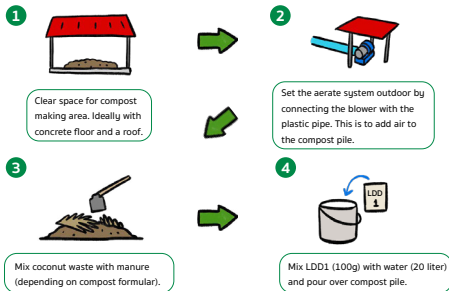 1
Clear space for compost
making area. Ideally with
concrete floor and a roof.
2
Set the aerate system outdoor by
connecting the blower with the
plastic pipe. This is to add air to
the compost pile.
3
Mix coconut waste with manure
(depending on compost formular).
4
LDD
1
Mix LDD1 (100g) with water (20 liter)
and pour over compost pile.